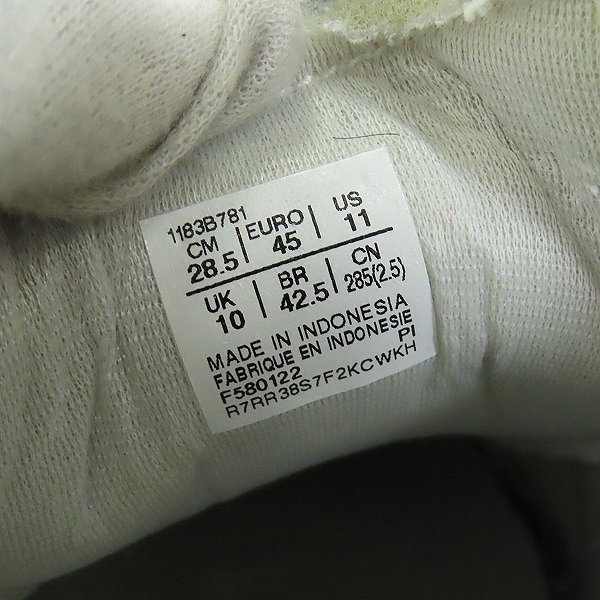 1183B781
CM | EURO | US
28.5 | 45 | 11
UK | BR | CN
10 | 42.5 | 285(2.5)
MADE IN INDONESIA
FABRIQUE EN INDONESIE
F580122 PI
R7RR38S7F2KCWKH